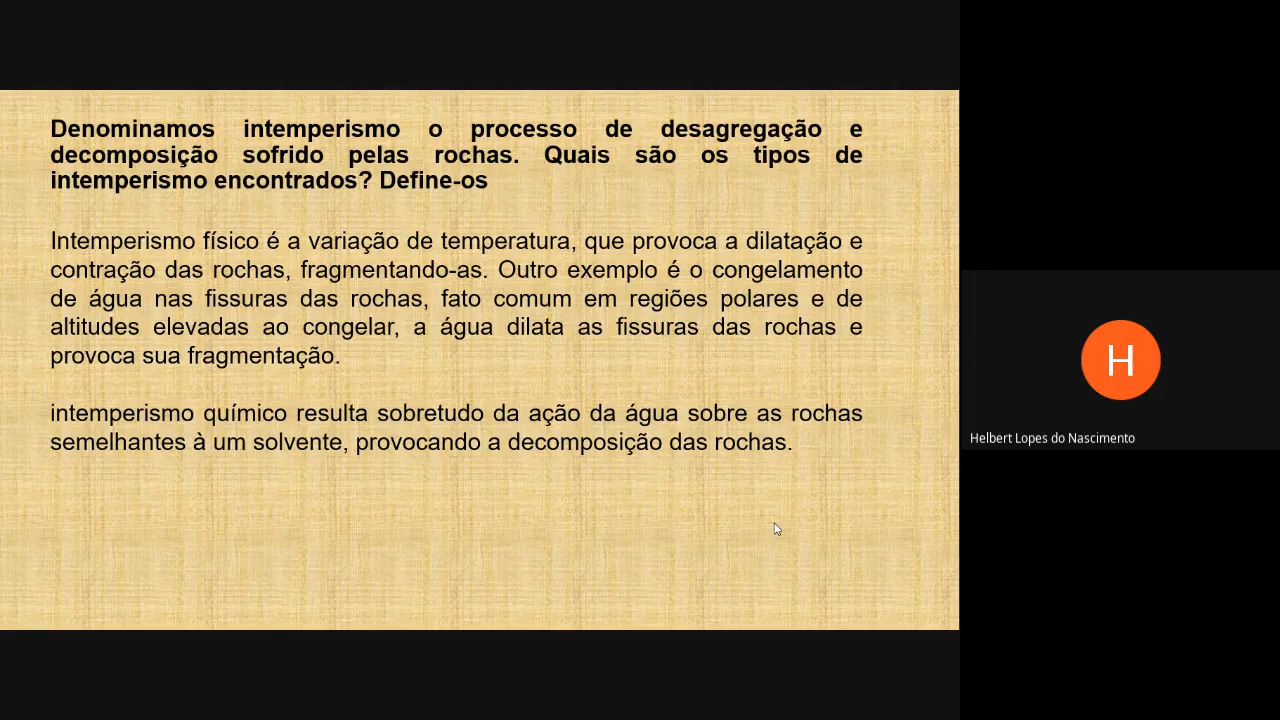 Denominamos intemperismo o processo de desagregação e
decomposição sofrido pelas rochas. Quais são os tipos de
intemperismo encontrados? Define-os
Intemperismo físico é a variação de temperatura, que provoca a dilatação e
contração das rochas, fragmentando-as. Outro exemplo é o congelamento
de água nas fissuras das rochas, fato comum em regiões polares e de
altitudes elevadas ao congelar, a água dilata as fissuras das rochas e
provoca sua fragmentação.
intemperismo químico resulta sobretudo da ação da água sobre as rochas
semelhantes à um solvente, provocando a decomposição das rochas.
H
Helbert Lopes do Nascimento